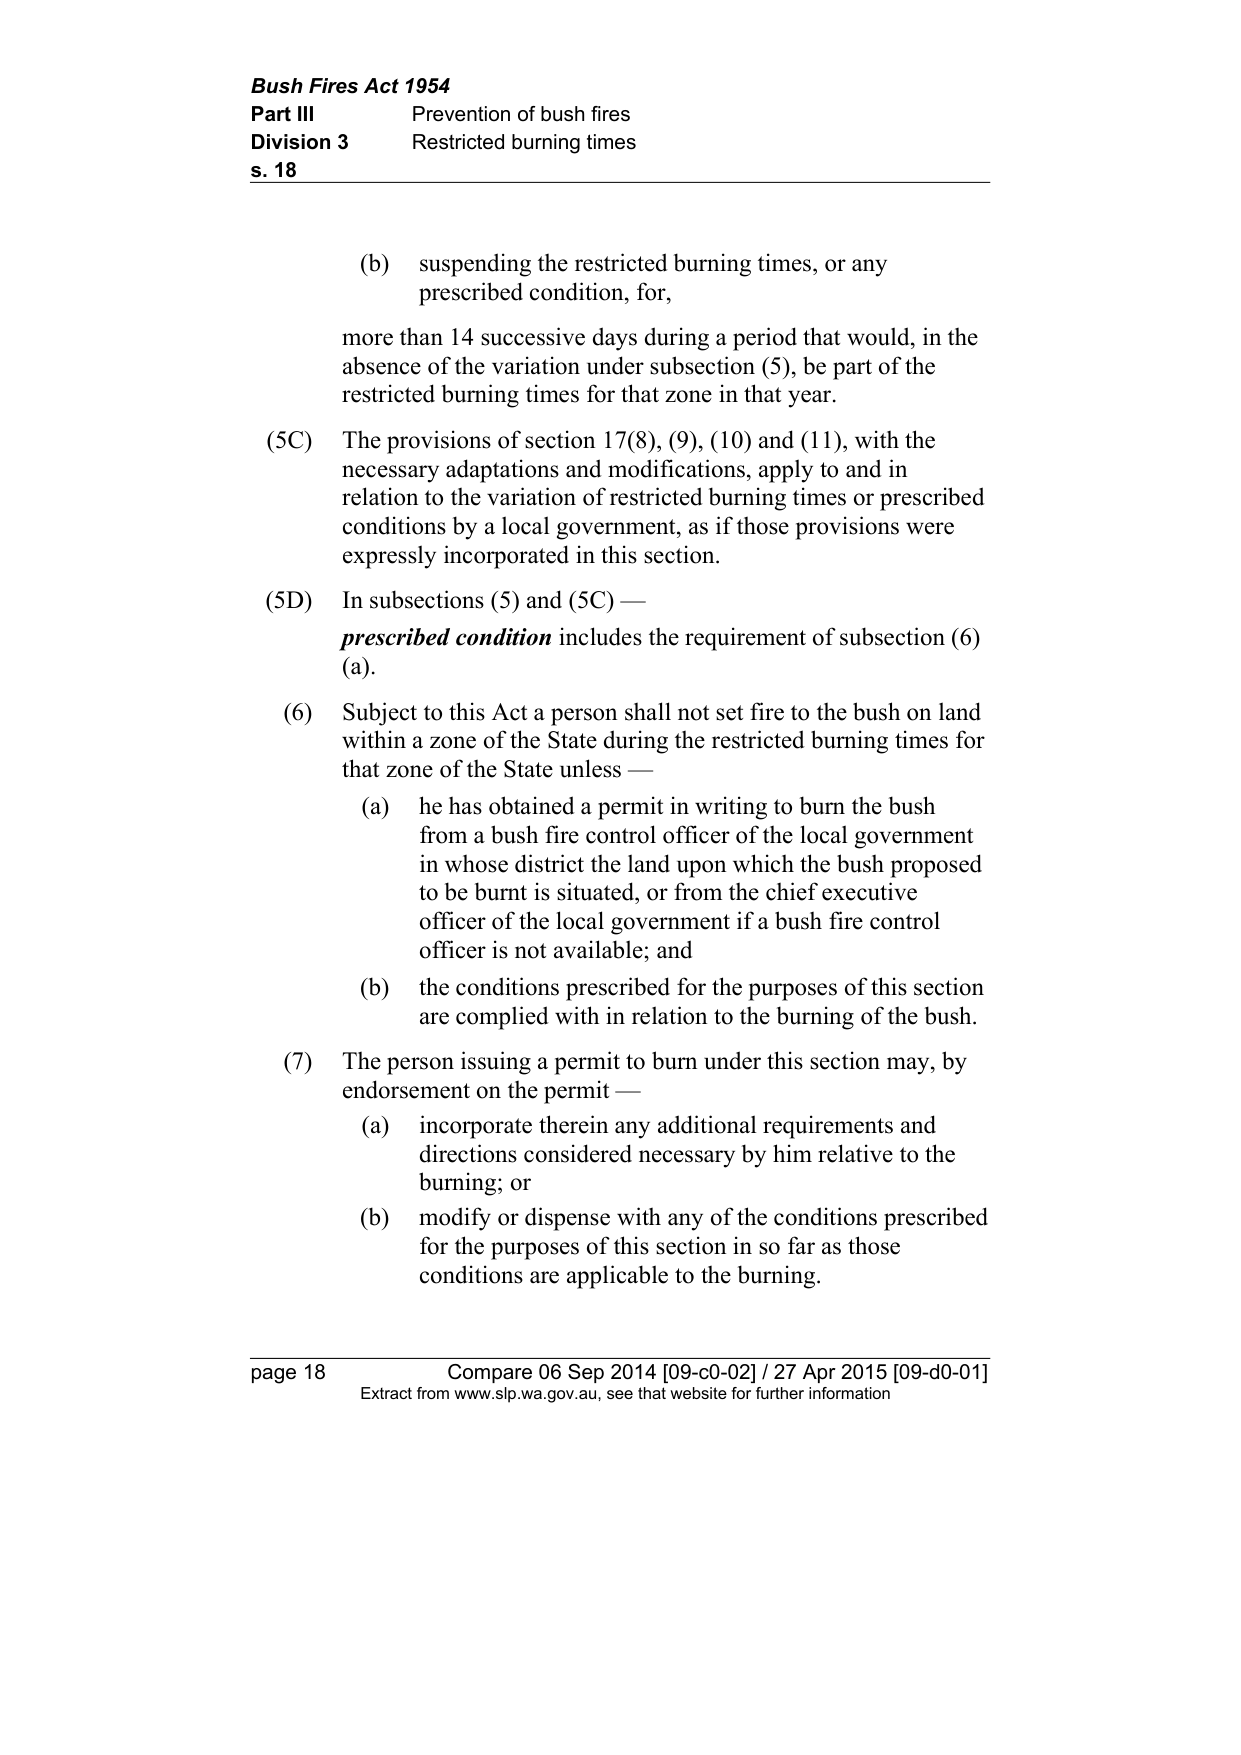 Bush Fires Act 1954
Part III Prevention of bush fires
Division 3 Restricted burning times
s. 18
(b) suspending the restricted burning times, or any
prescribed condition, for,
more than 14 successive days during a period that would, in the
absence of the variation under subsection (5), be part of the
restricted burning times for that zone in that year.
(5C) The provisions of section 17(8), (9), (10) and (11), with the
necessary adaptations and modifications, apply to and in
relation to the variation of restricted burning times or prescribed
conditions by a local government, as if those provisions were
expressly incorporated in this section.
(5D) In subsections (5) and (5C) —
prescribed condition includes the requirement of subsection (6)
(a).
(6) Subject to this Act a person shall not set fire to the bush on land
within a zone of the State during the restricted burning times for
that zone of the State unless —
(a) he has obtained a permit in writing to burn the bush
from a bush fire control officer of the local government
in whose district the land upon which the bush proposed
to be burnt is situated, or from the chief executive
officer of the local government if a bush fire control
officer is not available; and
(b) the conditions prescribed for the purposes of this section
are complied with in relation to the burning of the bush.
(7) The person issuing a permit to burn under this section may, by
endorsement on the permit —
(a) incorporate therein any additional requirements and
directions considered necessary by him relative to the
burning; or
(b) modify or dispense with any of the conditions prescribed
for the purposes of this section in so far as those
conditions are applicable to the burning.
page 18 Compare 06 Sep 2014 [09-c0-02] / 27 Apr 2015 [09-d0-01]
Extract from www.slp.wa.gov.au, see that website for further information